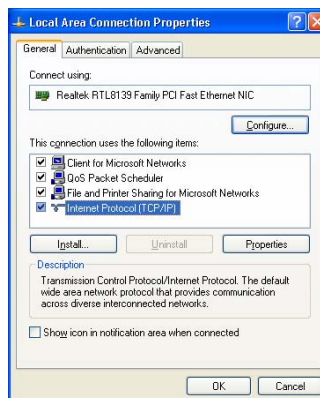 Local Area Connection Properties
General Authentication Advanced
Connect using:
Realtek RTL8139 Family PCI Fast Ethernet NIC
Configure...
This connection uses the following items:
Client for Microsoft Networks
QoS Packet Scheduler
File and Printer Sharing for Microsoft Networks
Internet Protocol (TCP/IP)
Install... Uninstall Properties
Description
Transmission Control Protocol/Internet Protocol. The default
wide area network protocol that provides communication
across diverse interconnected networks.
Show icon in notification area when connected
OK Cancel